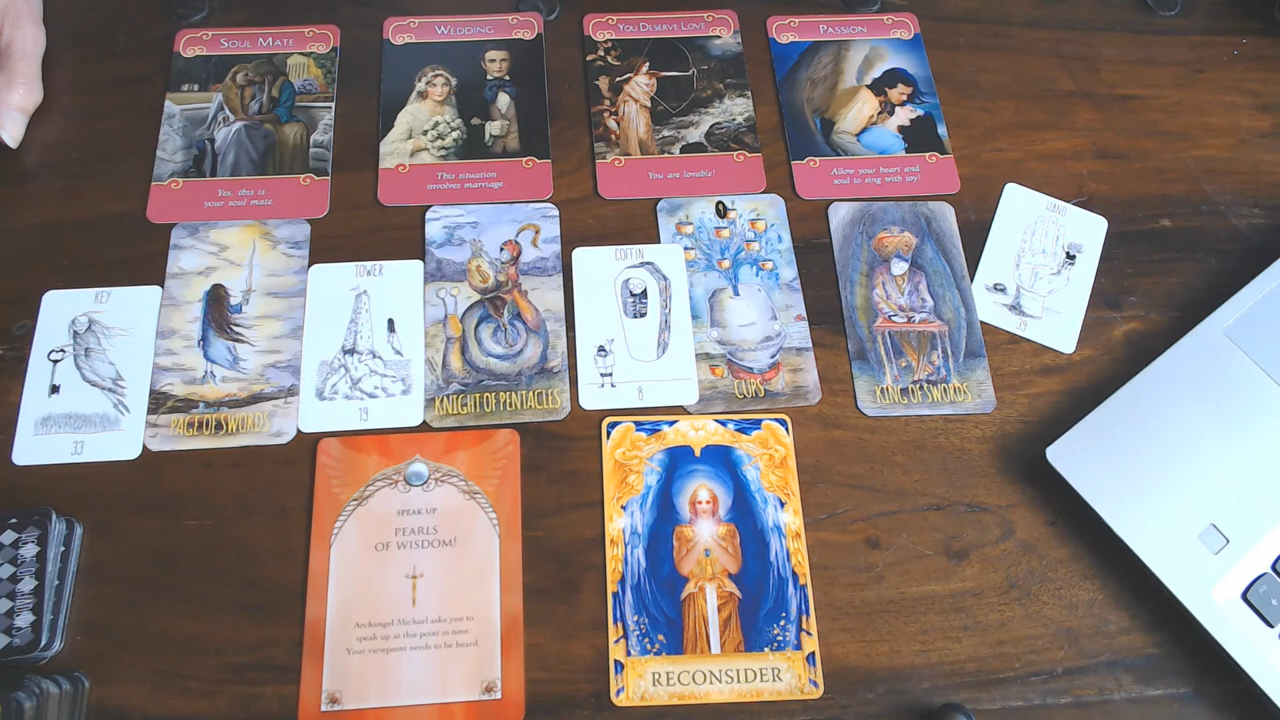 SOUL MATE
Yes, this is
your soul mate.
WEDDING
This situation
involves marriage.
YOU DESERVE LOVE
You are lovable!
PASSION
Allow your heart and
soul to sing with joy!
KEY
33
PAGE OF SWORDS
TOWER
19
KNIGHT OF PENTACLES
COFFIN
8
CUPS
KING OF SWORDS
HAND
39
SPEAK UP
PEARLS
OF WISDOM!
Archangel Michael asks you to
speak up at this point in time.
Your viewpoint needs to be heard.
RECONSIDER